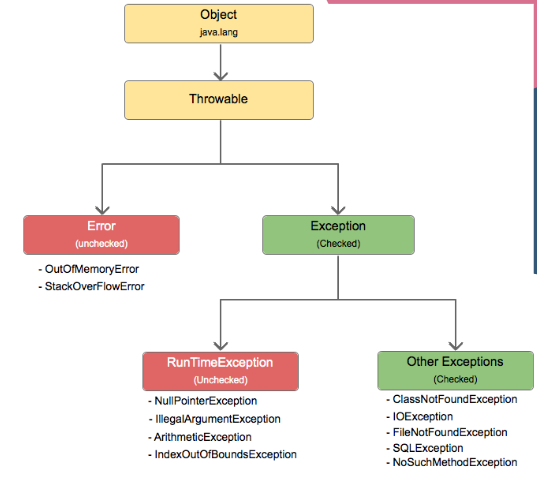 Object
java.lang
Throwable
Error
(unchecked)
- OutOfMemoryError
- StackOverFlowError
Exception
(Checked)
RunTimeException
(Unchecked)
- NullPointerException
- IllegalArgumentException
- ArithmeticException
- IndexOutOfBoundsException
Other Exceptions
(Checked)
- ClassNotFoundException
- IOException
- FileNotFoundException
- SQLException
- NoSuchMethodException